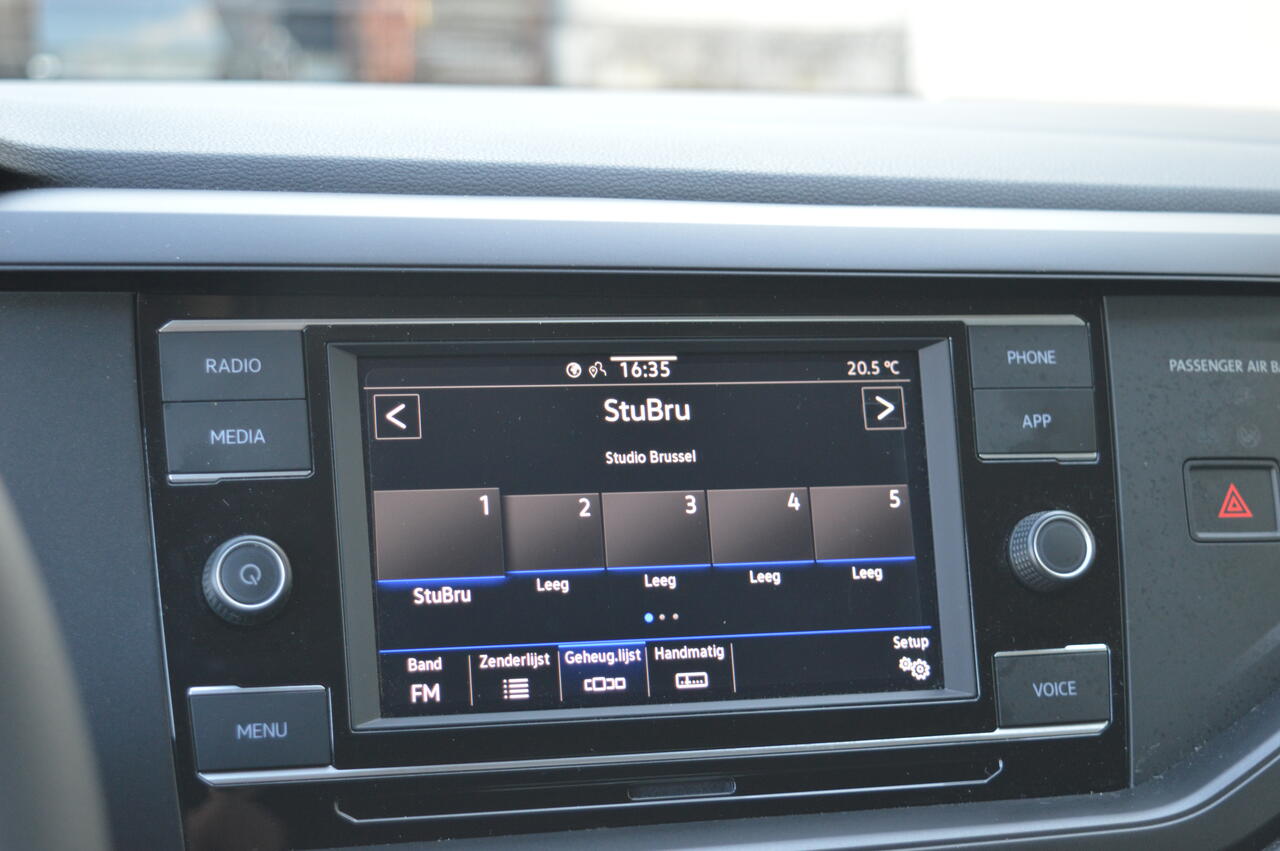 RADIO
MEDIA
MENU
16:35
20.5 °C
<
StuBru
>
Studio Brussel
1
2
3
4
5
StuBru
Leeg
Leeg
Leeg
Leeg
Band
FM
Zenderlijst
Geheug.lijst
Handmatig
Setup
PHONE
APP
VOICE
PASSENGER AIR